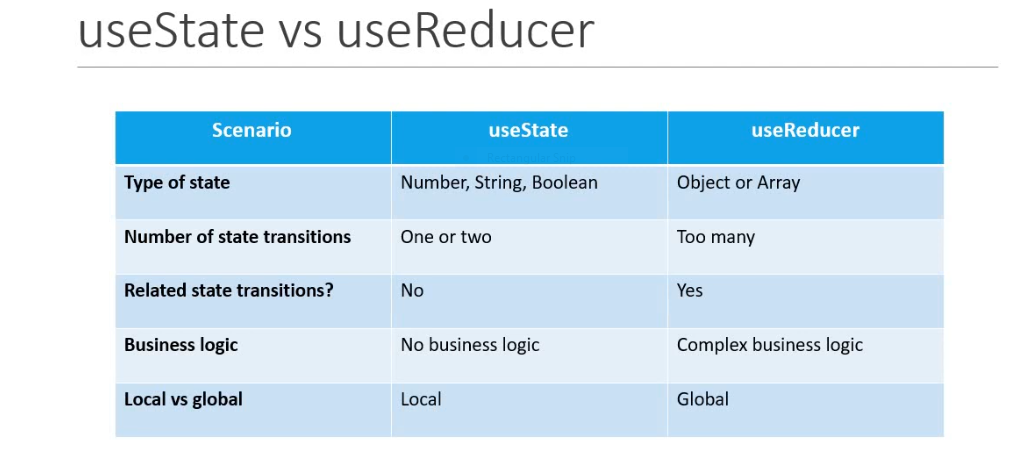 useState vs useReducer
Scenario useState useReducer
Type of state Number, String, Boolean Object or Array
Number of state transitions One or two Too many
Related state transitions? No Yes
Business logic No business logic Complex business logic
Local vs global Local Global